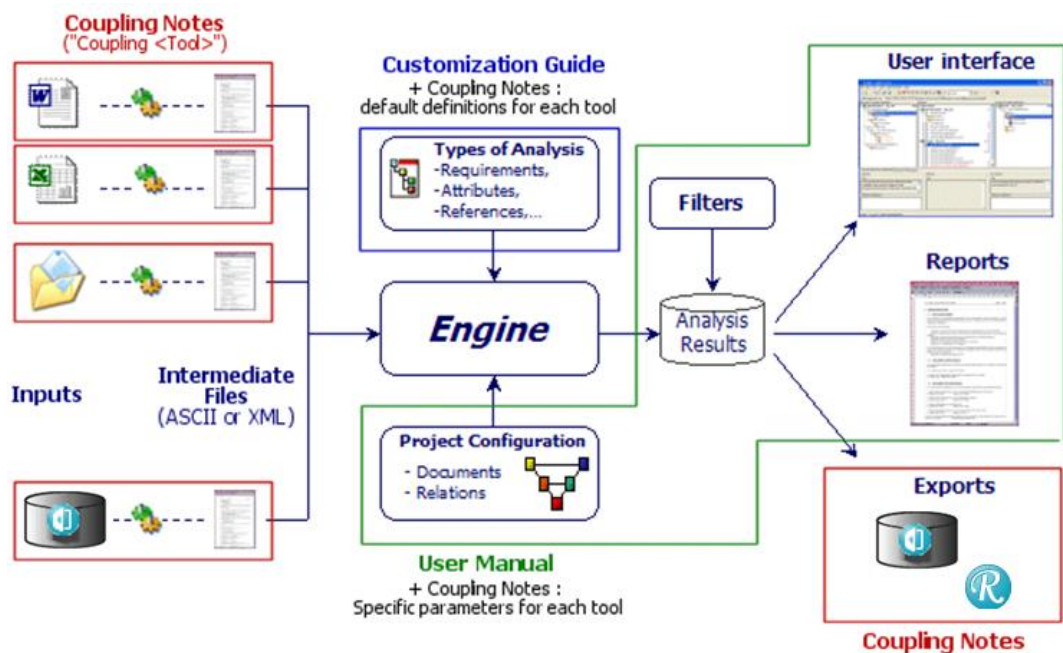 Coupling Notes
("Coupling <Tool>")
W
X
Inputs
Intermediate
Files
(ASCII or XML)
Customization Guide
+ Coupling Notes :
default definitions for each tool
Types of Analysis
-Requirements,
-Attributes,
-References,...
Engine
Project Configuration
- Documents
- Relations
User Manual
+ Coupling Notes :
Specific parameters for each tool
Filters
Analysis
Results
User interface
Reports
Exports
R
Coupling Notes